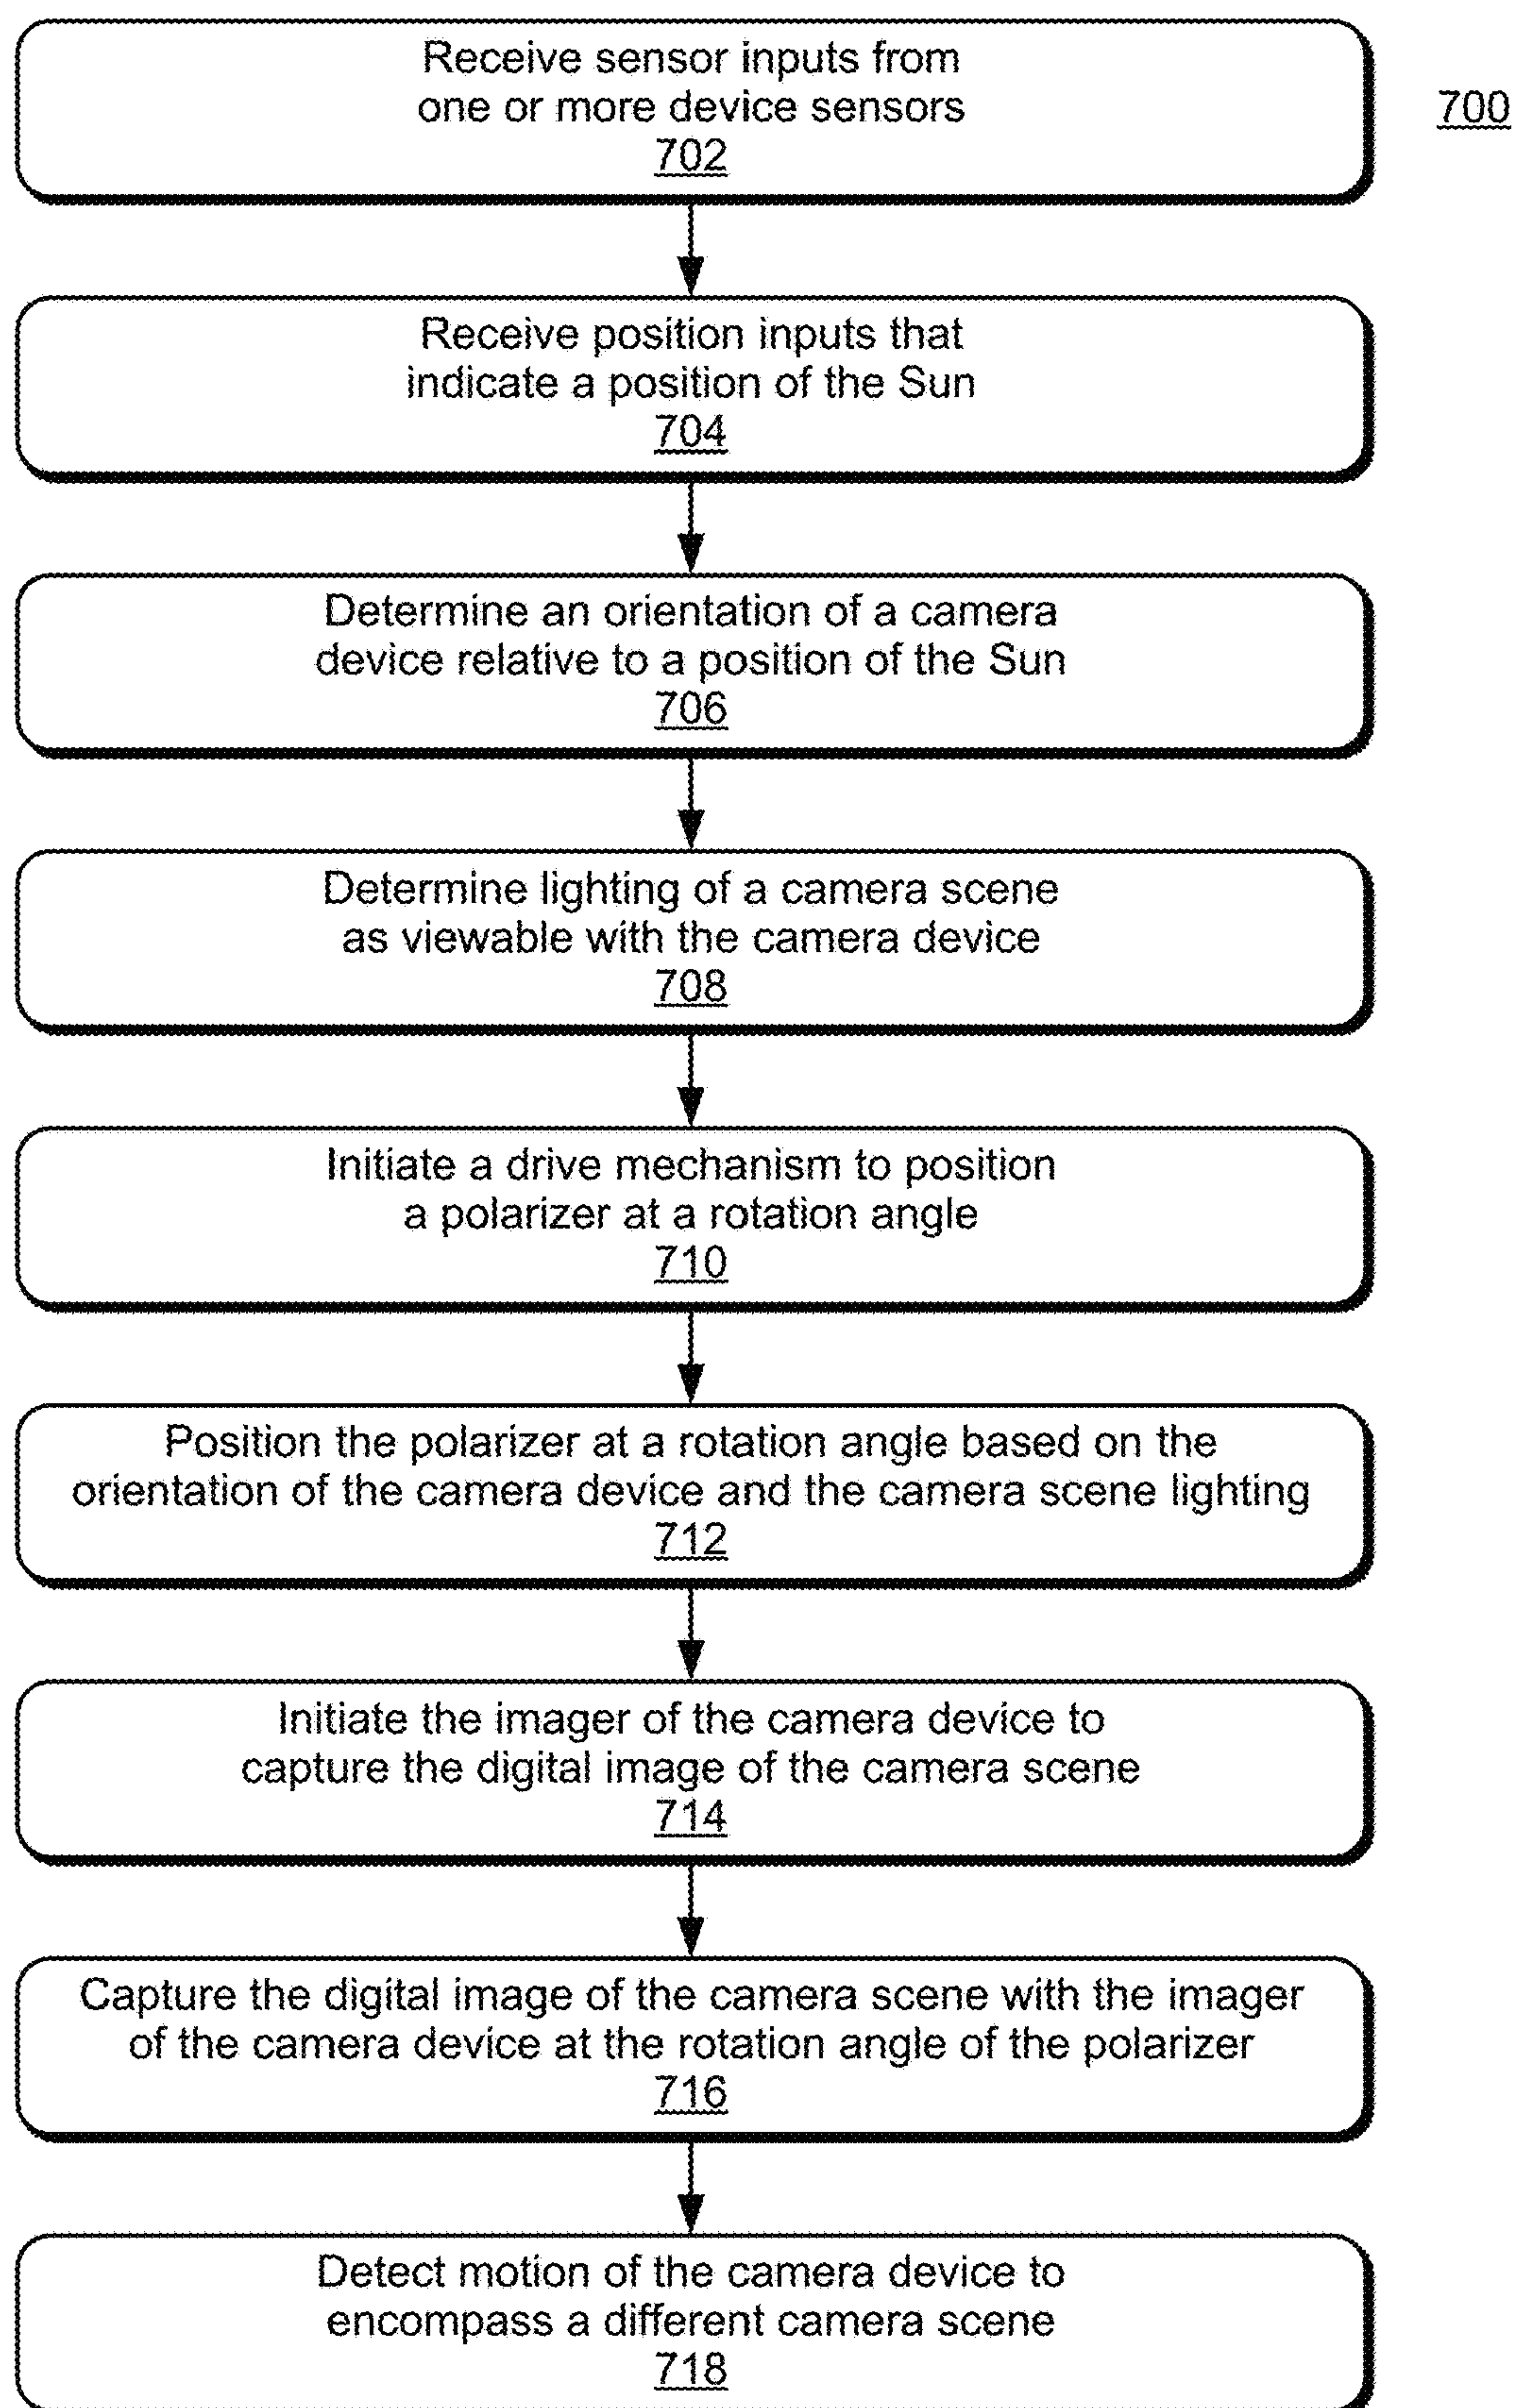 Receive sensor inputs from
one or more device sensors
702
700
Receive position inputs that
indicate a position of the Sun
704
Determine an orientation of a camera
device relative to a position of the Sun
706
Determine lighting of a camera scene
as viewable with the camera device
708
Initiate a drive mechanism to position
a polarizer at a rotation angle
710
Position the polarizer at a rotation angle based on the
orientation of the camera device and the camera scene lighting
712
Initiate the imager of the camera device to
capture the digital image of the camera scene
714
Capture the digital image of the camera scene with the imager
of the camera device at the rotation angle of the polarizer
716
Detect motion of the camera device to
encompass a different camera scene
718